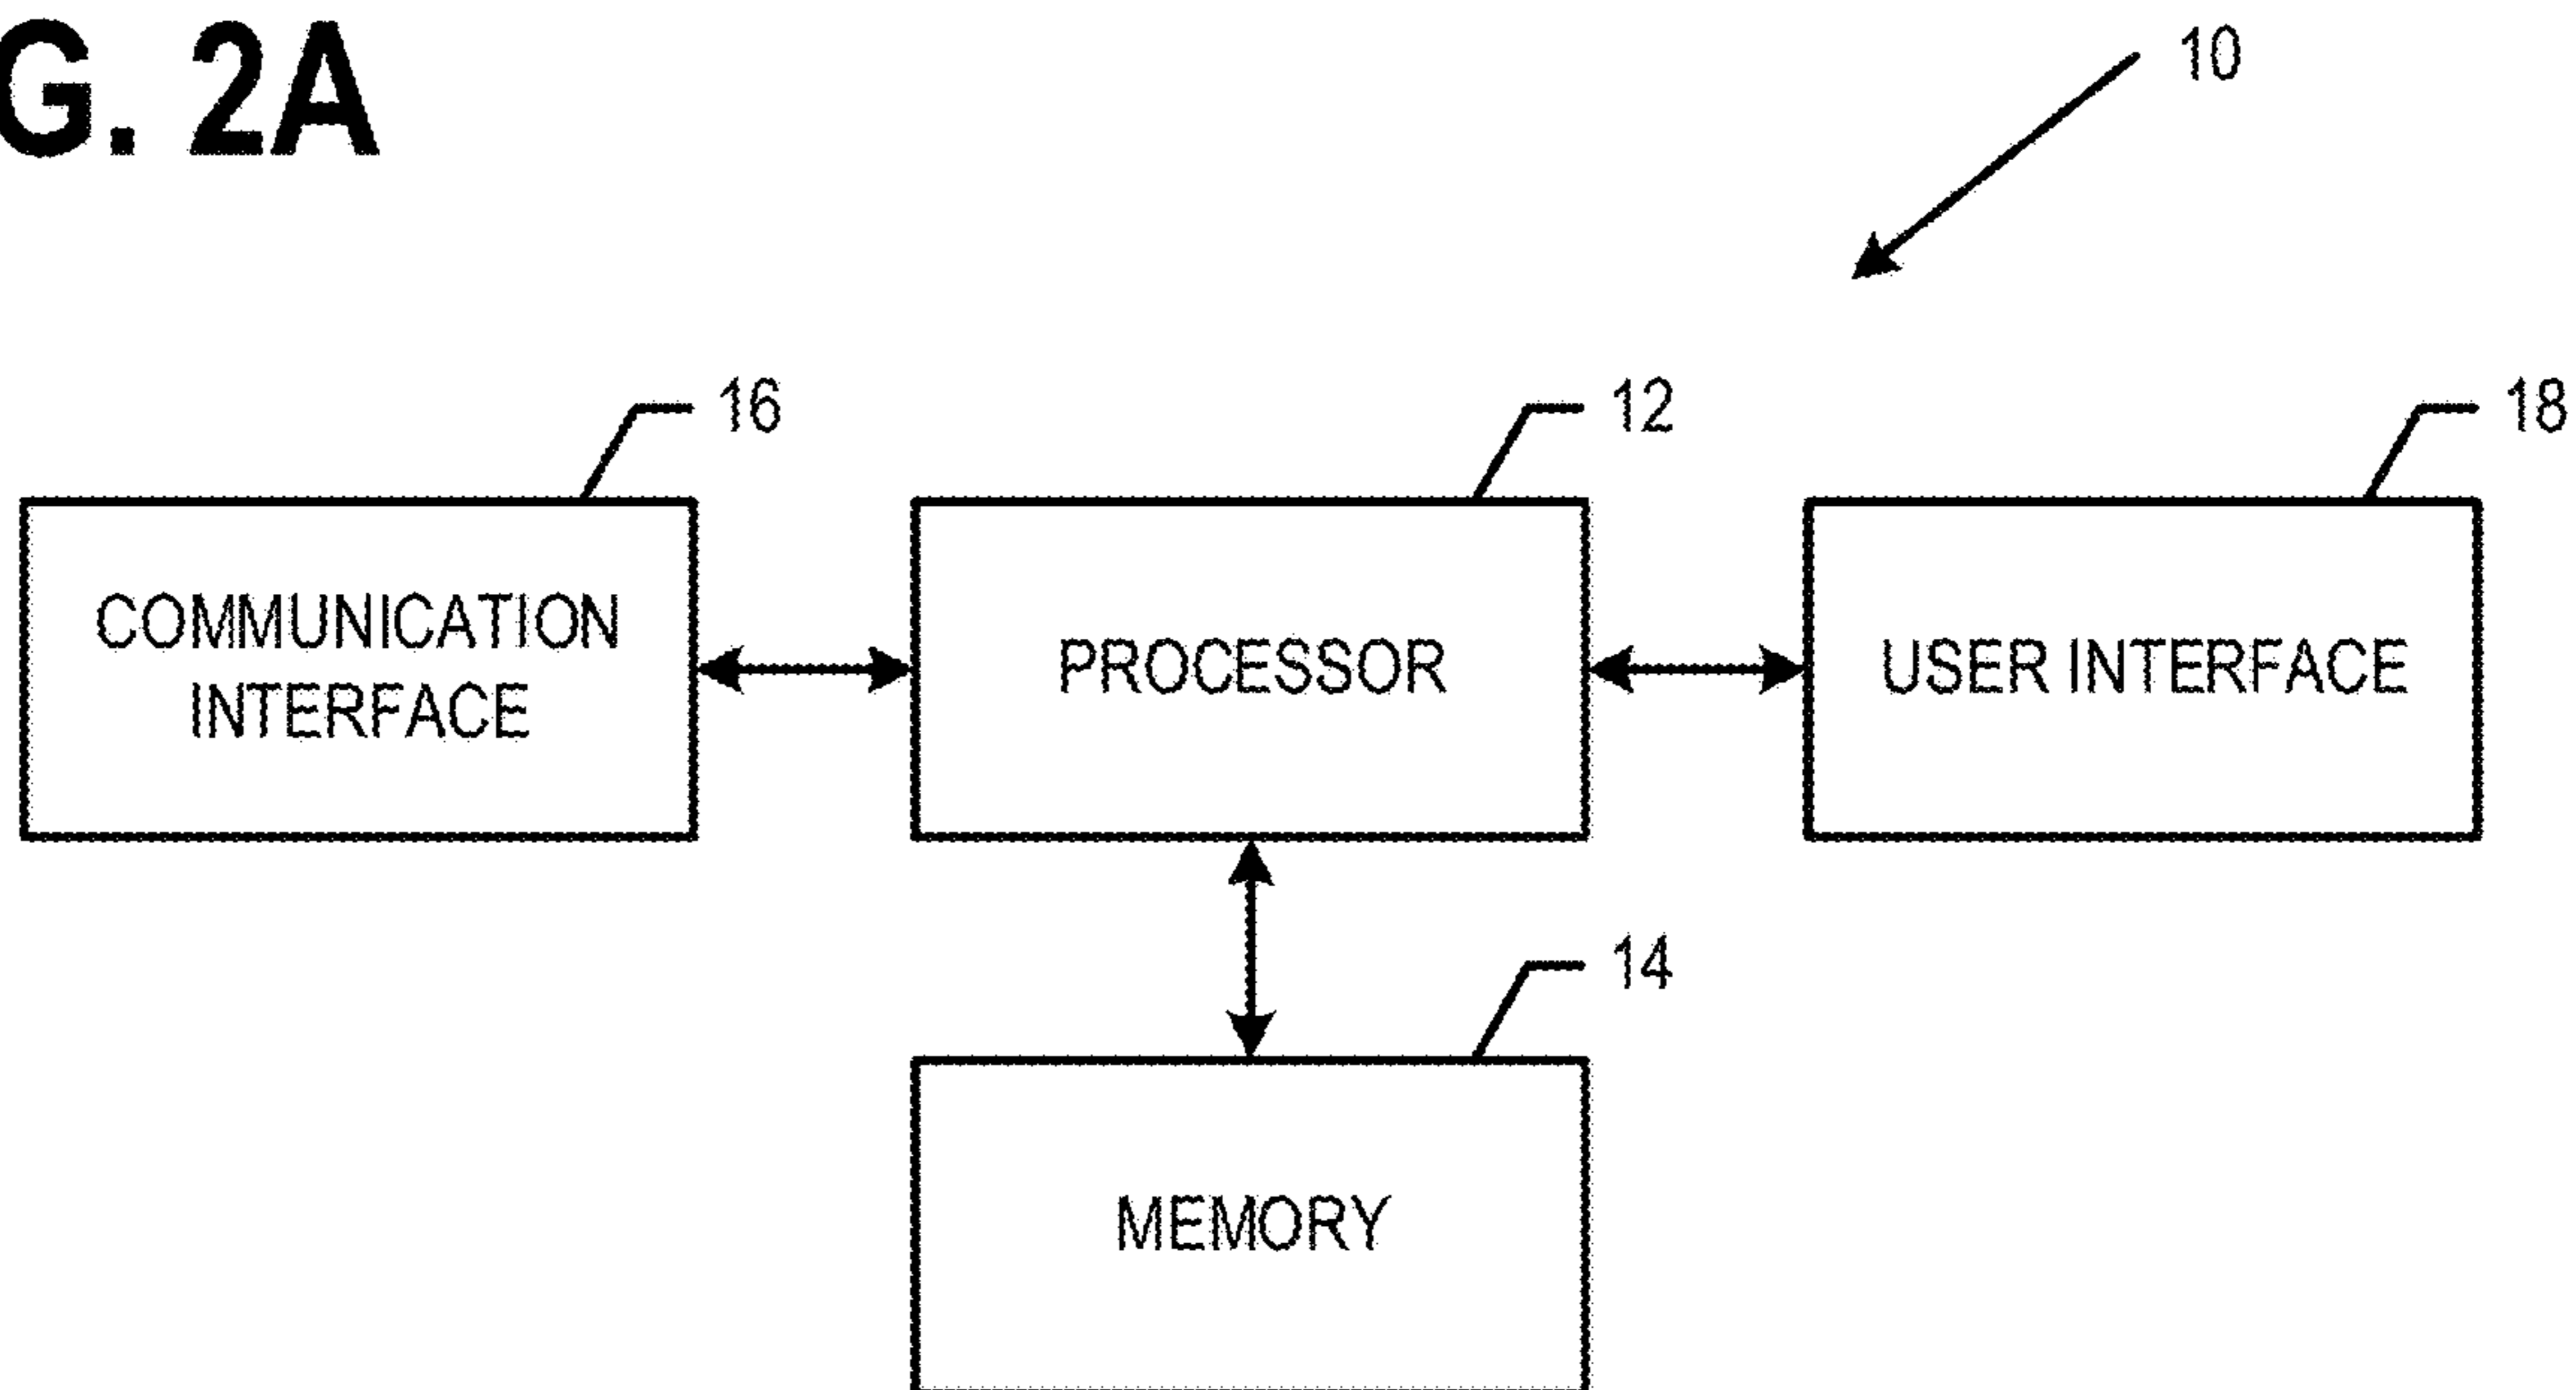 G. 2A
10
16
12
18
COMMUNICATION
INTERFACE
PROCESSOR
USER INTERFACE
14
MEMORY